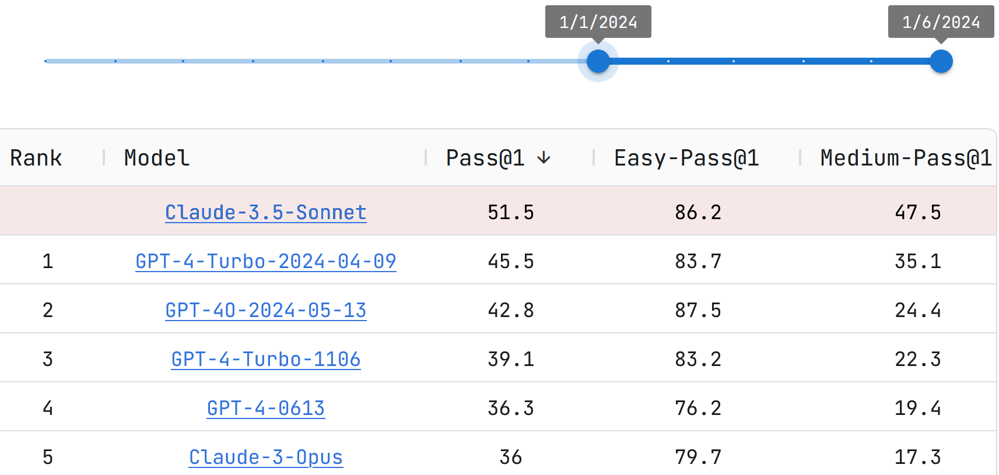 1/1/2024 1/6/2024
Rank Model Pass@1 ↓ Easy-Pass@1 Medium-Pass@1
Claude-3.5-Sonnet 51.5 86.2 47.5
1 GPT-4-Turbo-2024-04-09 45.5 83.7 35.1
2 GPT-4O-2024-05-13 42.8 87.5 24.4
3 GPT-4-Turbo-1106 39.1 83.2 22.3
4 GPT-4-0613 36.3 76.2 19.4
5 Claude-3-Opus 36 79.7 17.3